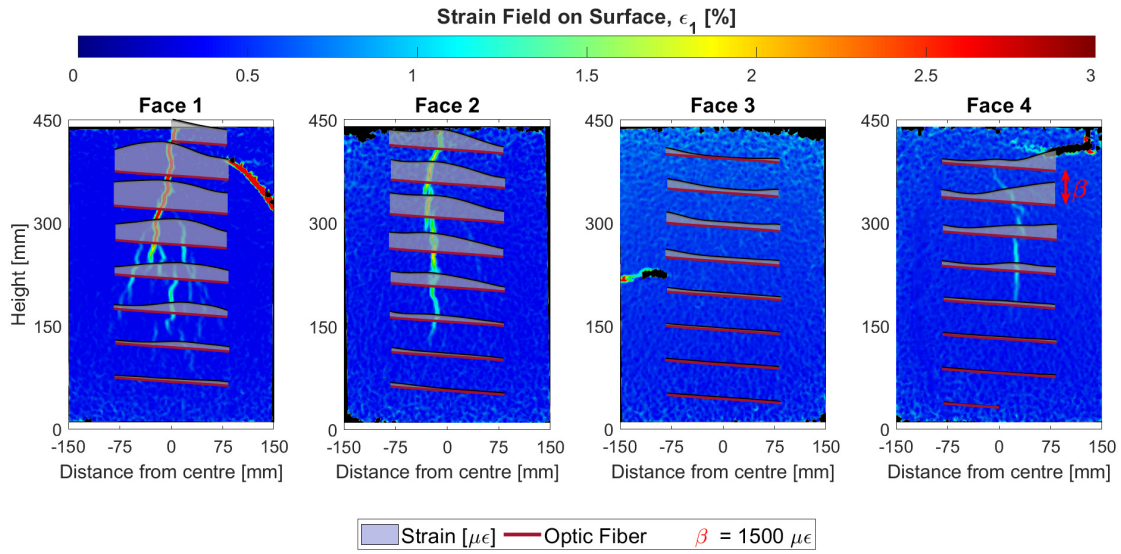 Strain Field on Surface, ϵ₁ [%]
0 0.5 1 1.5 2 2.5 3
Face 1 Face 2 Face 3 Face 4
Height [mm]
450 450 450 450
300 300 300 300
150 150 150 150
0 0 0 0
β
-150 -75 0 75 150 -150 -75 0 75 150 -150 -75 0 75 150 -150 -75 0 75 150
Distance from centre [mm] Distance from centre [mm] Distance from centre [mm] Distance from centre [mm]
Strain [μϵ] Optic Fiber β = 1500 μϵ